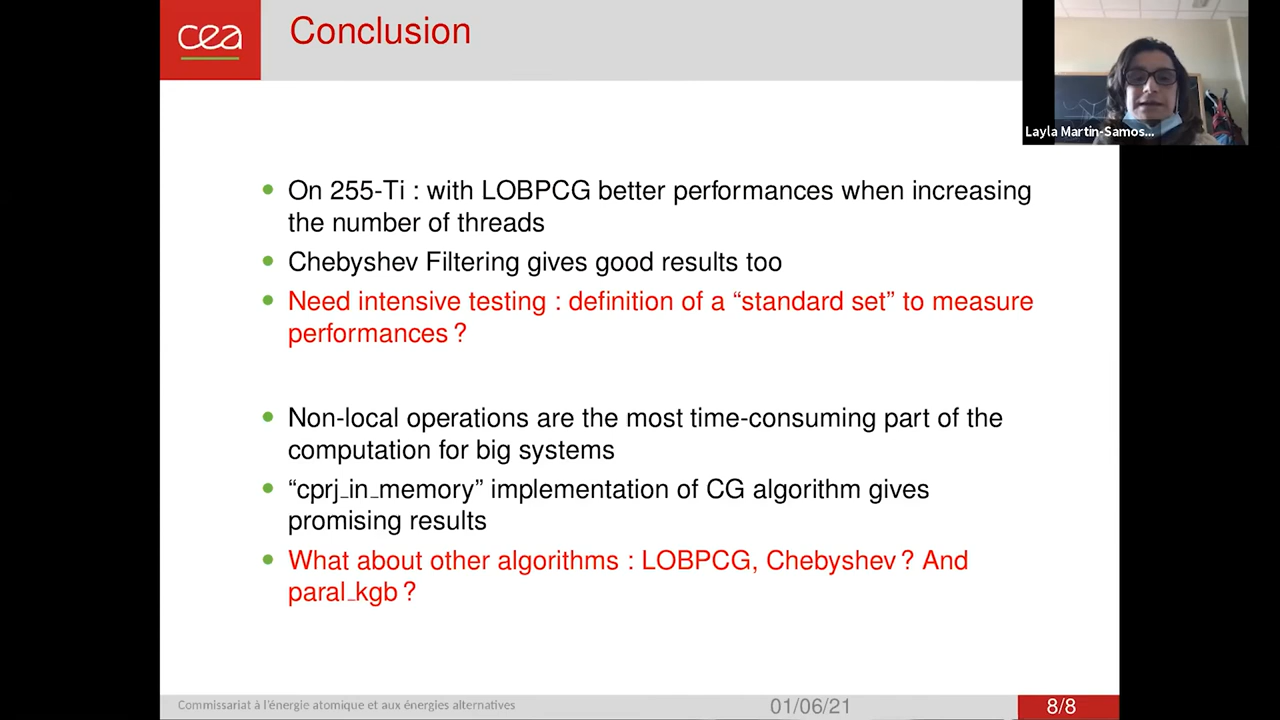 cea
Conclusion
Layla Martin-Samos...
On 255-Ti : with LOBPCG better performances when increasing
the number of threads
Chebyshev Filtering gives good results too
Need intensive testing : definition of a “standard set” to measure
performances ?
Non-local operations are the most time-consuming part of the
computation for big systems
“cprj_in_memory” implementation of CG algorithm gives
promising results
What about other algorithms : LOBPCG, Chebyshev ? And
paral_kgb ?
Commissariat à l’énergie atomique et aux énergies alternatives
01/06/21
8/8